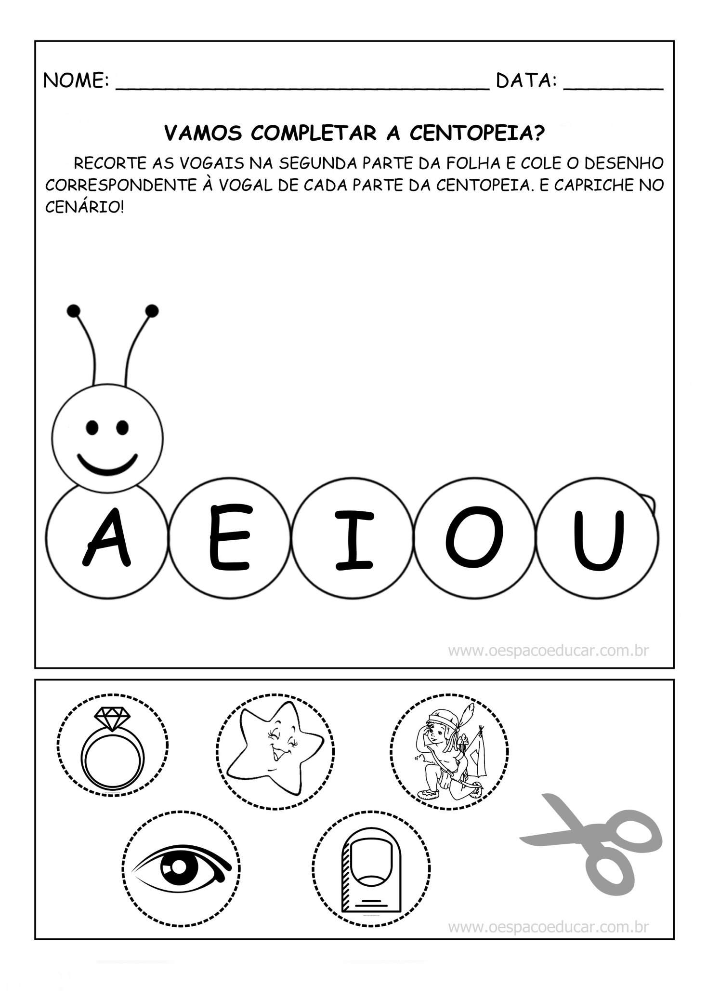 NOME: ______________________________ DATA: ________
VAMOS COMPLETAR A CENTOPEIA?
RECORTE AS VOGAIS NA SEGUNDA PARTE DA FOLHA E COLE O DESENHO
CORRESPONDENTE À VOGAL DE CADA PARTE DA CENTOPEIA. E CAPRICHE NO
CENÁRIO!
A E I O U
www.oespacoeducar.com.br
www.oespacoeducar.com.br